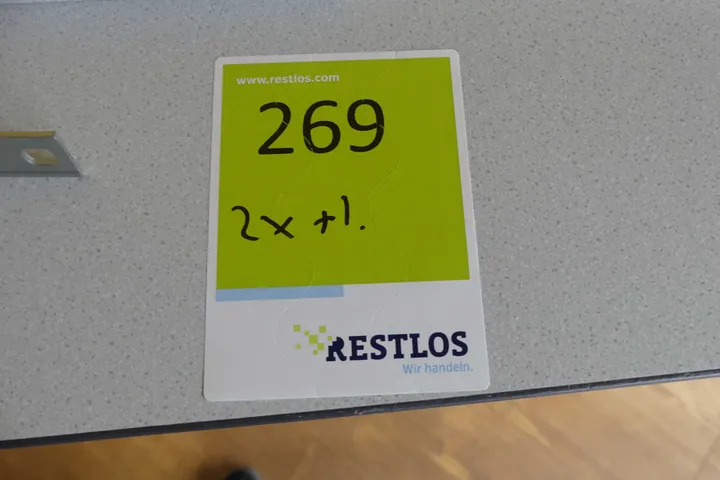 www.restlos.com
269
2x +1.
RESTLOS
Wir handeln.